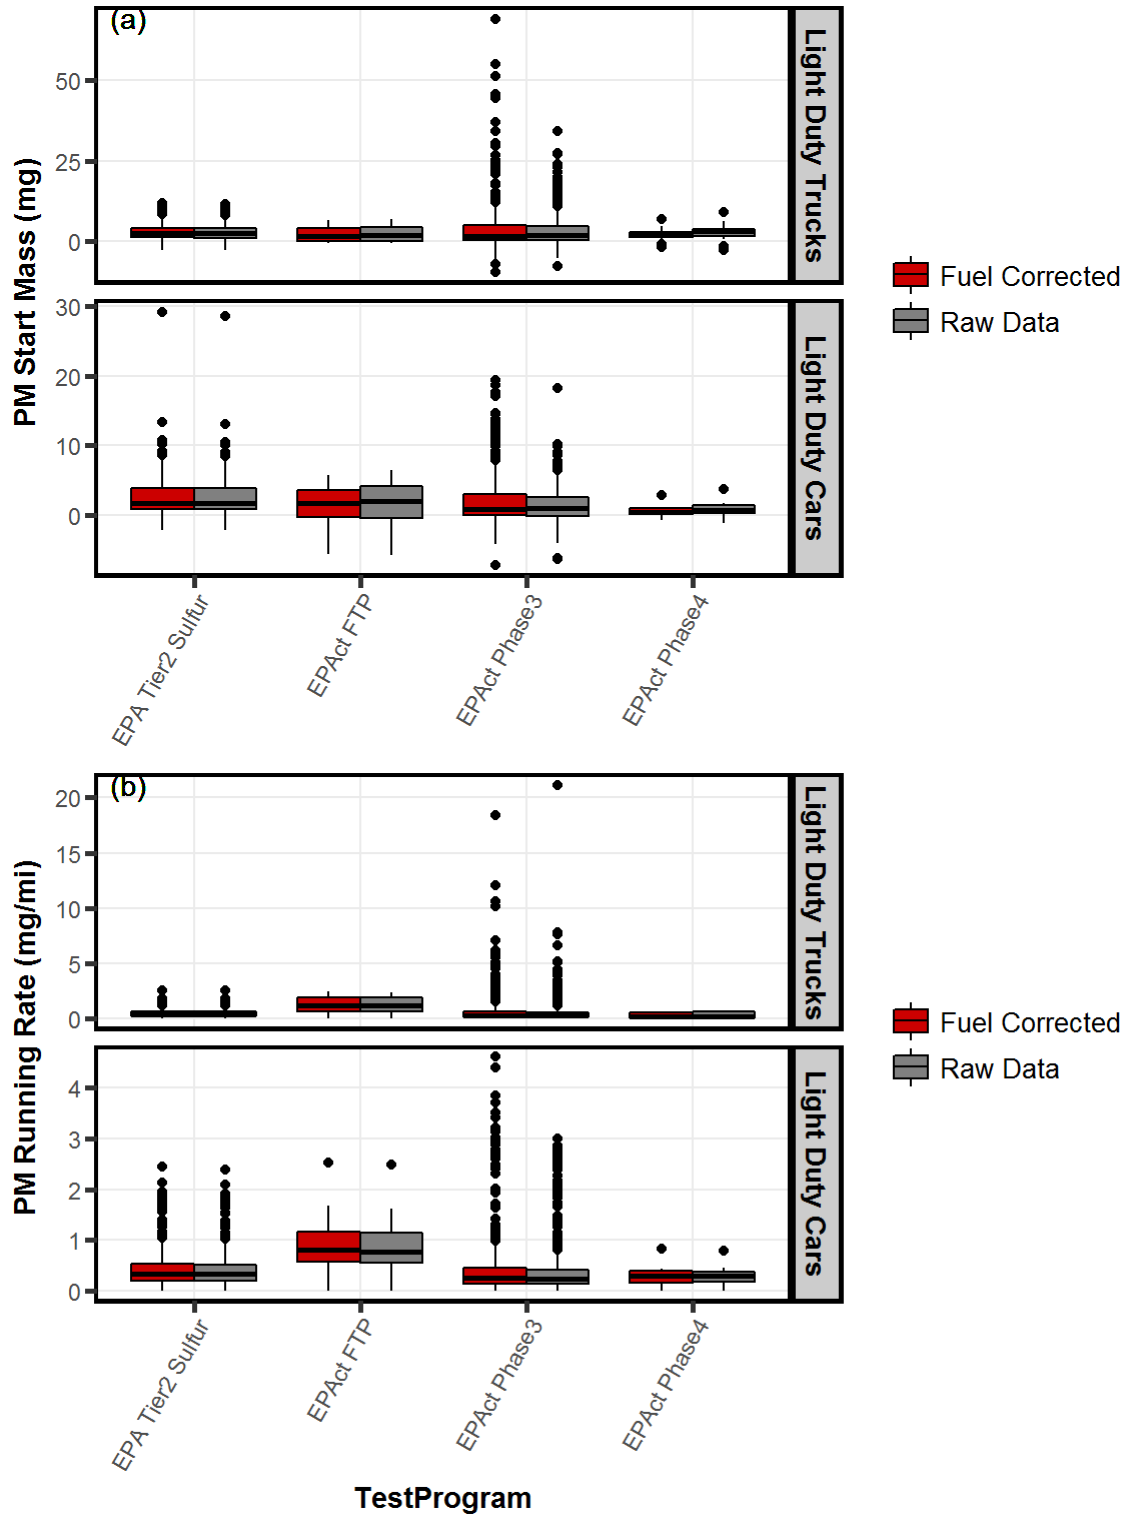 (a)
PM Start Mass (mg)
50
25
0
Light Duty Trucks
30
20
10
0
Light Duty Cars
EPA Tier2 Sulfur
EPAct FTP
EPAct Phase3
EPAct Phase4
Fuel Corrected
Raw Data
(b)
PM Running Rate (mg/mi)
20
15
10
5
0
Light Duty Trucks
4
3
2
1
0
Light Duty Cars
EPA Tier2 Sulfur
EPAct FTP
EPAct Phase3
EPAct Phase4
TestProgram
Fuel Corrected
Raw Data